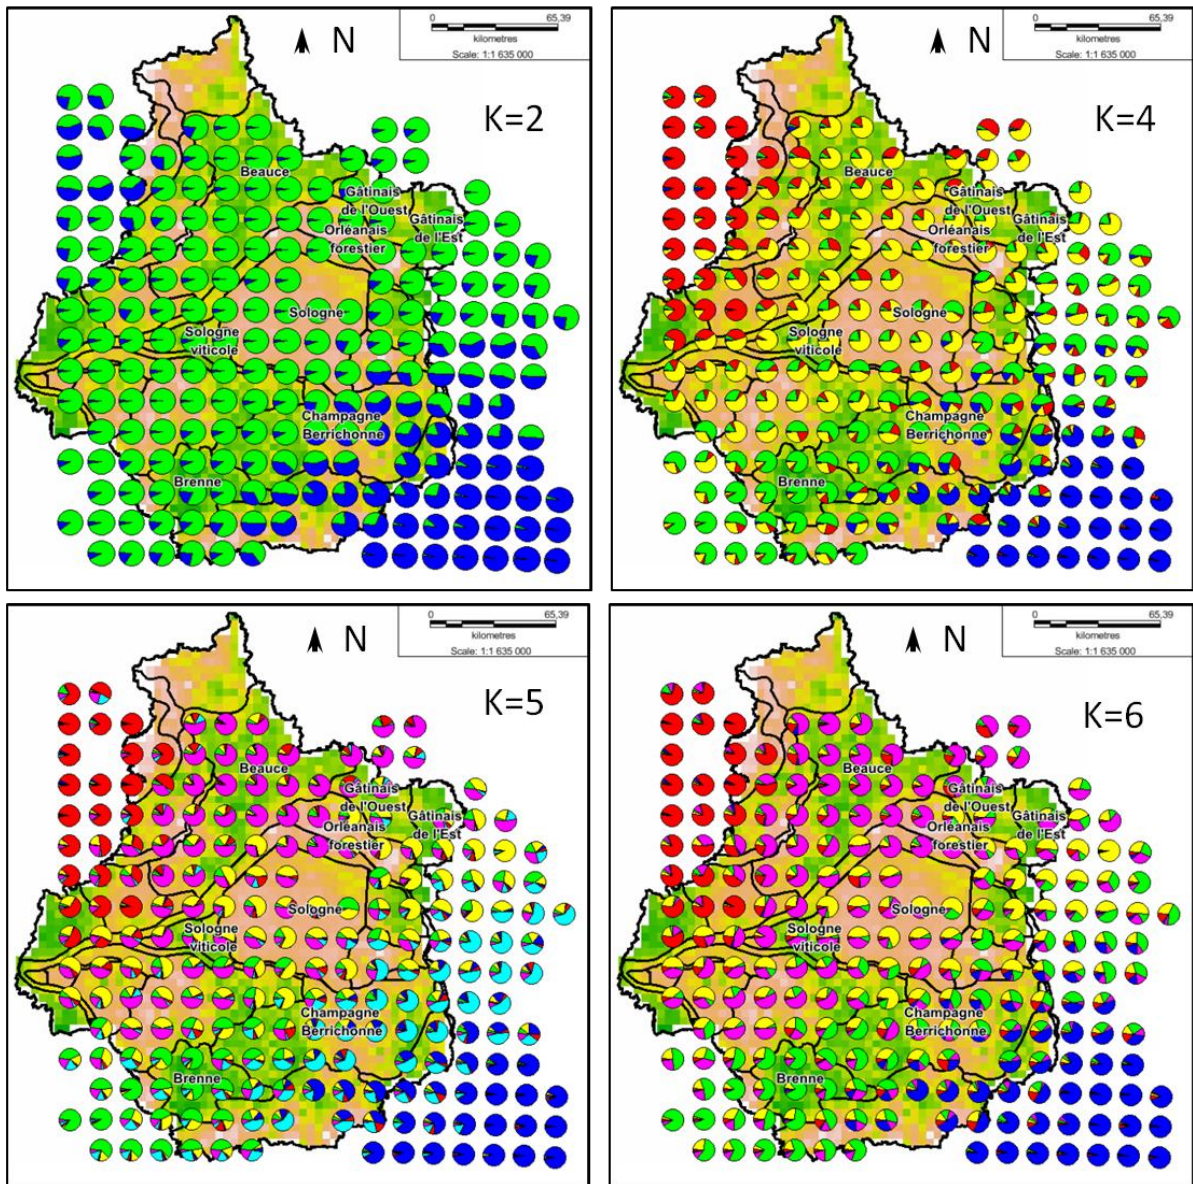 0 65,39
kilometres
Scale: 1:1 635 000
N
K=2
Beauce
Gâtinais
de l'Ouest
Gâtinais
de l'Est
Orléanais
forestier
Sologne
Sologne
viticole
Champagne
Berrichonne
Brenne
0 65,39
kilometres
Scale: 1:1 635 000
N
K=4
Beauce
Gâtinais
de l'Ouest
Gâtinais
de l'Est
Orléanais
forestier
Sologne
Sologne
viticole
Champagne
Berrichonne
Brenne
0 65,39
kilometres
Scale: 1:1 635 000
N
K=5
Beauce
Gâtinais
de l'Ouest
Gâtinais
de l'Est
Orléanais
forestier
Sologne
Sologne
viticole
Champagne
Berrichonne
Brenne
0 65,39
kilometres
Scale: 1:1 635 000
N
K=6
Beauce
Gâtinais
de l'Ouest
Gâtinais
de l'Est
Orléanais
forestier
Sologne
Sologne
viticole
Champagne
Berrichonne
Brenne